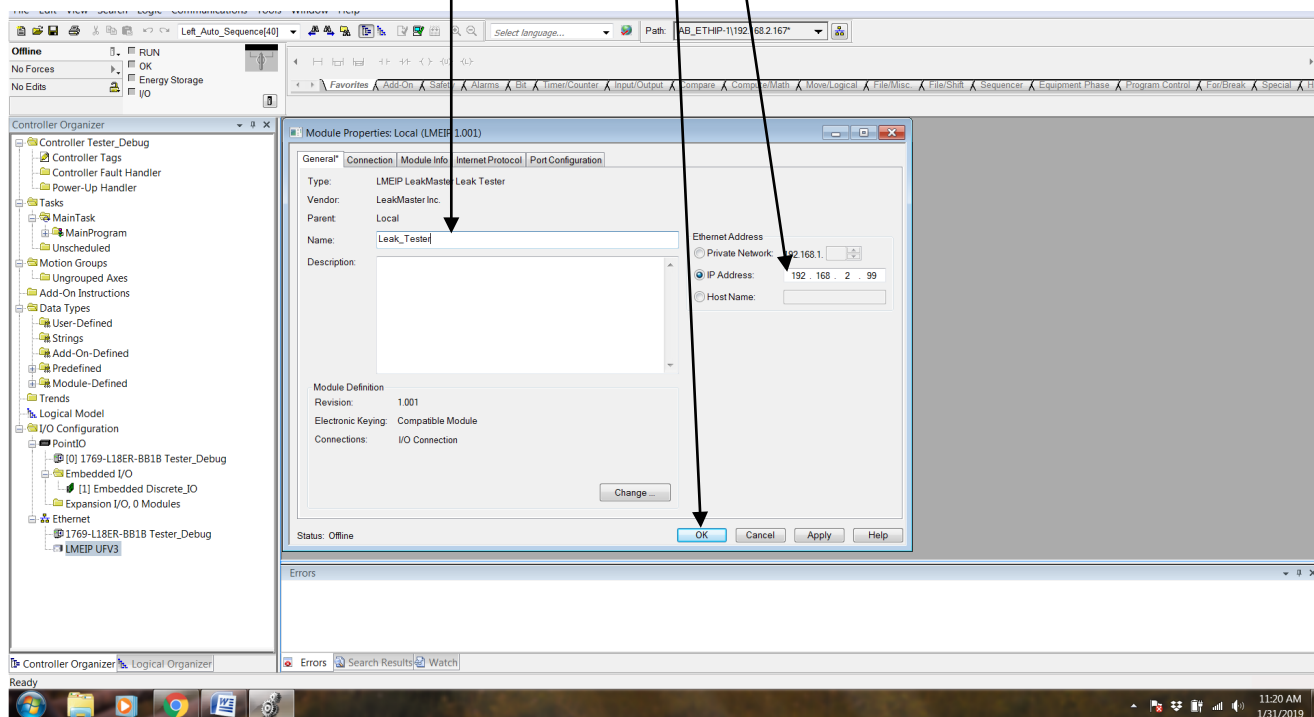 File Edit View Search Logic Communications Tools Window Help
Left_Auto_Sequence[40] Select language... Path: AB_ETHIP-1\192.168.2.167*
Offline RUN
No Forces OK
No Edits Energy Storage
I/O
Favorites Add-On Safety Alarms Bit Timer/Counter Input/Output Compare Compute/Math Move/Logical File/Misc. File/Shift Sequencer Equipment Phase Program Control For/Break Special
Controller Organizer
Controller Tester_Debug
Controller Tags
Controller Fault Handler
Power-Up Handler
Tasks
MainTask
MainProgram
Unscheduled
Motion Groups
Ungrouped Axes
Add-On Instructions
Data Types
User-Defined
Strings
Add-On-Defined
Predefined
Module-Defined
Trends
Logical Model
I/O Configuration
PointIO
[0] 1769-L18ER-BB1B Tester_Debug
Embedded I/O
[1] Embedded Discrete_IO
Expansion I/O, 0 Modules
Ethernet
1769-L18ER-BB1B Tester_Debug
LMEIP UFV3
Controller Organizer Logical Organizer
Module Properties: Local (LMEIP 1.001)
General* Connection Module Info Internet Protocol Port Configuration
Type: LMEIP LeakMaster Leak Tester
Vendor: LeakMaster Inc.
Parent: Local
Name: Leak_Tester
Description:
Ethernet Address
Private Network: 192.168.1.
IP Address: 192 . 168 . 2 . 99
Host Name:
Module Definition
Revision: 1.001
Electronic Keying: Compatible Module
Connections: I/O Connection
Change ...
Status: Offline OK Cancel Apply Help
Errors
Errors Search Results Watch
Ready
11:20 AM
1/31/2019